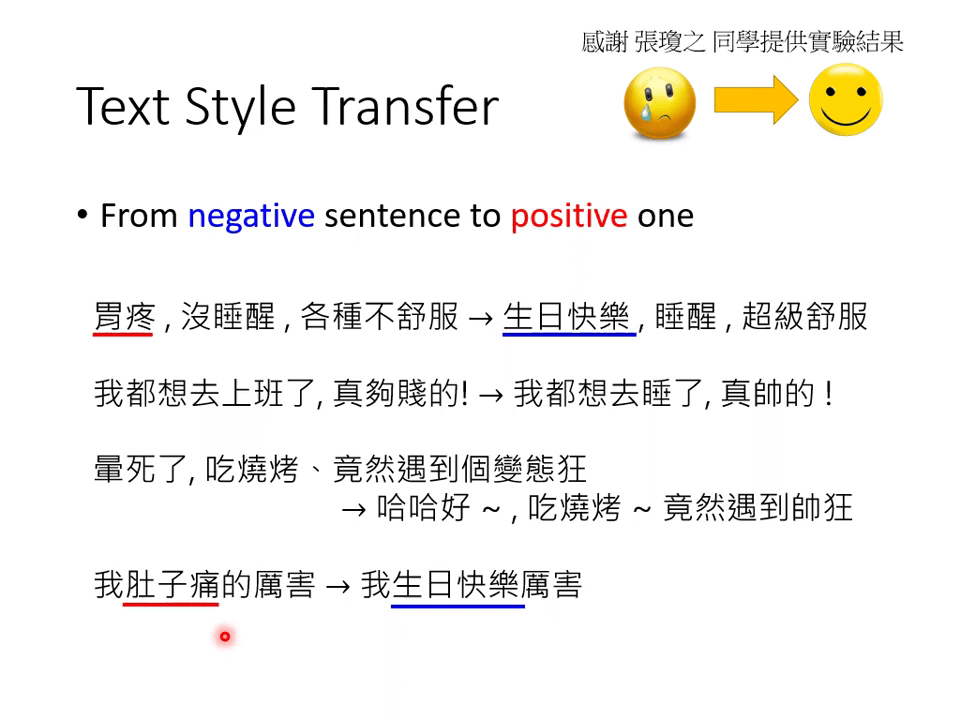 感謝 張瓊之 同學提供實驗結果
Text Style Transfer
• From negative sentence to positive one
胃疼 , 沒睡醒 , 各種不舒服 → 生日快樂 , 睡醒 , 超級舒服
我都想去上班了, 真夠賤的! → 我都想去睡了, 真帥的 !
暈死了, 吃燒烤、竟然遇到個變態狂
→ 哈哈好 ~ , 吃燒烤 ~ 竟然遇到帥狂
我肚子痛的厲害 → 我生日快樂厲害